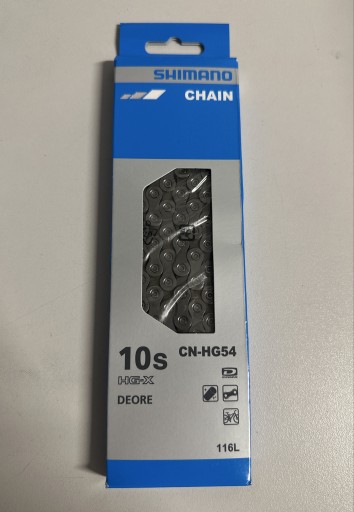 SHIMANO
CHAIN
10s
CN-HG54
HG-X
DEORE
116L